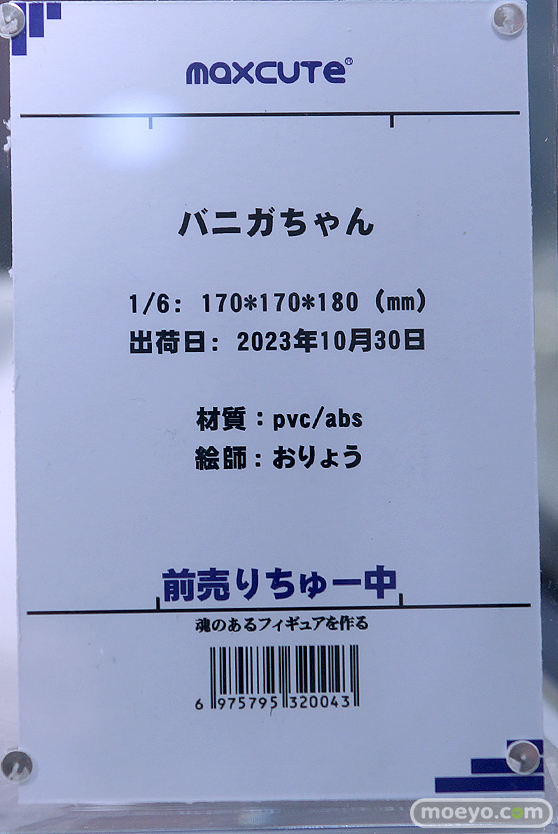 maxcute®
バニガちゃん
1/6: 170*170*180 (mm)
出荷日: 2023年10月30日
材質:pvc/abs
絵師:おりょう
前売りちゅー中
魂のあるフィギュアを作る
6 975795 320043
moeyo.com